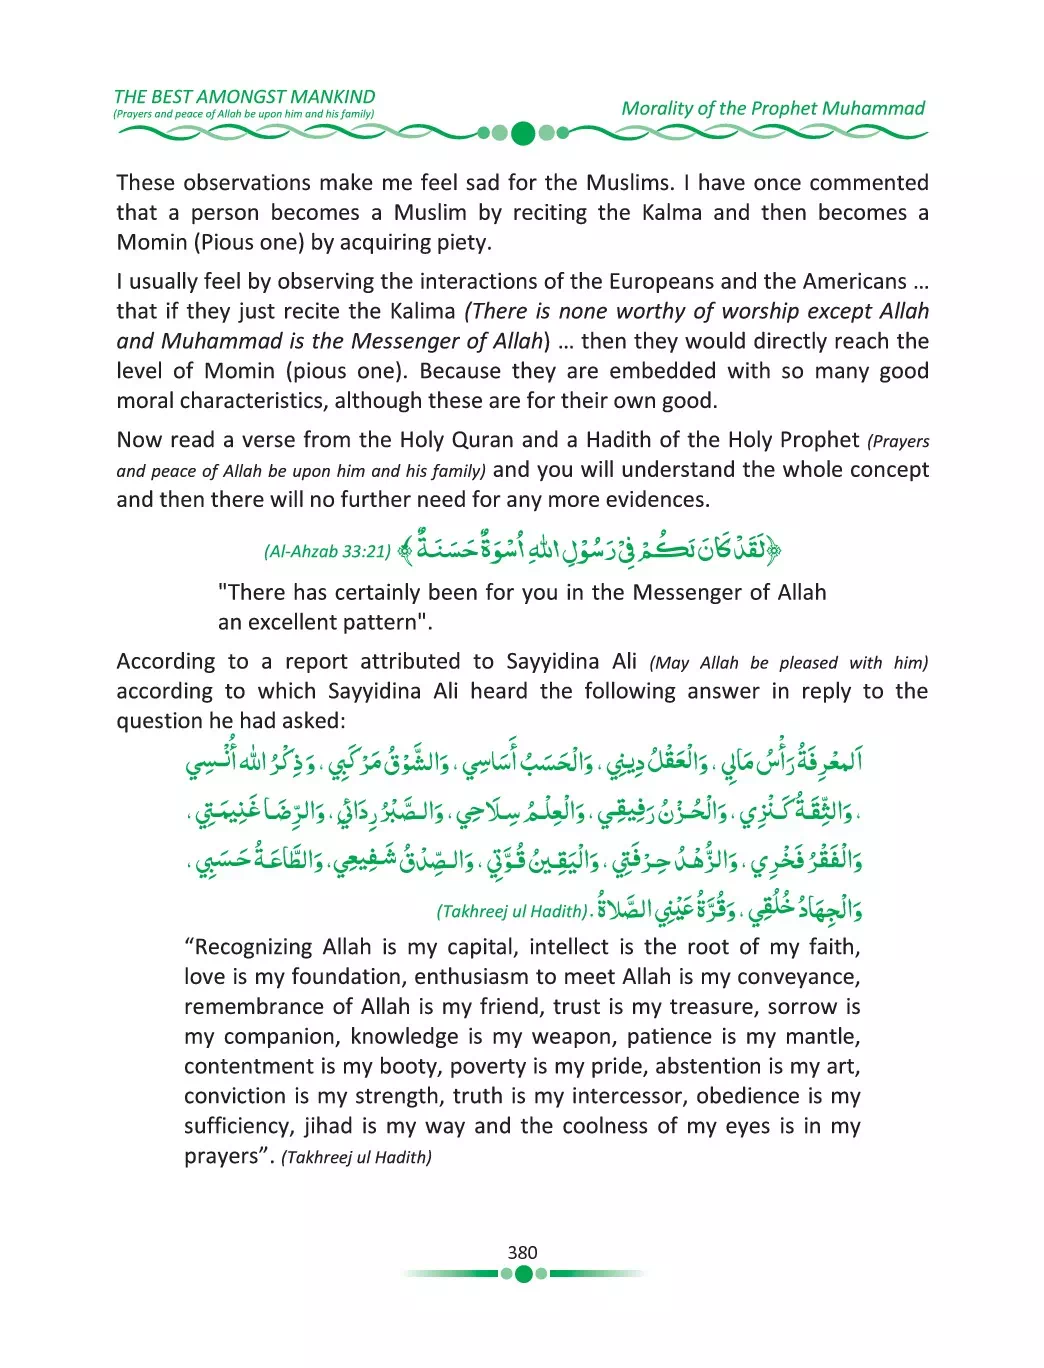 THE BEST AMONGST MANKIND
(Prayers and peace of Allah be upon him and his family)
Morality of the Prophet Muhammad
These observations make me feel sad for the Muslims. I have once commented
that a person becomes a Muslim by reciting the Kalma and then becomes a
Momin (Pious one) by acquiring piety.
I usually feel by observing the interactions of the Europeans and the Americans …
that if they just recite the Kalima (There is none worthy of worship except Allah
and Muhammad is the Messenger of Allah) … then they would directly reach the
level of Momin (pious one). Because they are embedded with so many good
moral characteristics, although these are for their own good.
Now read a verse from the Holy Quran and a Hadith of the Holy Prophet (Prayers
and peace of Allah be upon him and his family) and you will understand the whole concept
and then there will no further need for any more evidences.
﴿لَقَدْ كَانَ لَكُمْ فِيْ رَسُوْلِ اللهِ اُسْوَةٌ حَسَنَةٌ﴾ (Al-Ahzab 33:21)
"There has certainly been for you in the Messenger of Allah
an excellent pattern".
According to a report attributed to Sayyidina Ali (May Allah be pleased with him)
according to which Sayyidina Ali heard the following answer in reply to the
question he had asked:
اَلمعْرِفَةُ رَأْسُ مَالِي ، وَالْعَقْلُ دِينِي ، وَالْحَسَبُ أَسَاسِي ، وَالشَّوْقُ مَرْكَبِي ، وَ ذِكْرُ الله أُنْسِي
، وَالثِّقَةُ كَنْزِي ، وَالْحُزْنُ رَفِيقِي ، وَالْعِلْمُ سِلَاحِي ، وَالصَّبْرُ رِدَائِي ، وَالرِّضَا غَنِيمَتِي ،
وَالْفَقْرُ فَخْرِي ، وَالزُّهْدُ حِرْفَتِي ، وَالْيَقِينُ قُوَّتِي ، وَالصِّدْقُ شَفِيعِي ، وَالطَّاعَةُ حَسَبِي ،
وَالْجِهَادُ خُلُقِي ، وَقُرَّةُ عَيْنِي الصَّلاةُ . (Takhreej ul Hadith)
“Recognizing Allah is my capital, intellect is the root of my faith,
love is my foundation, enthusiasm to meet Allah is my conveyance,
remembrance of Allah is my friend, trust is my treasure, sorrow is
my companion, knowledge is my weapon, patience is my mantle,
contentment is my booty, poverty is my pride, abstention is my art,
conviction is my strength, truth is my intercessor, obedience is my
sufficiency, jihad is my way and the coolness of my eyes is in my
prayers”. (Takhreej ul Hadith)
380